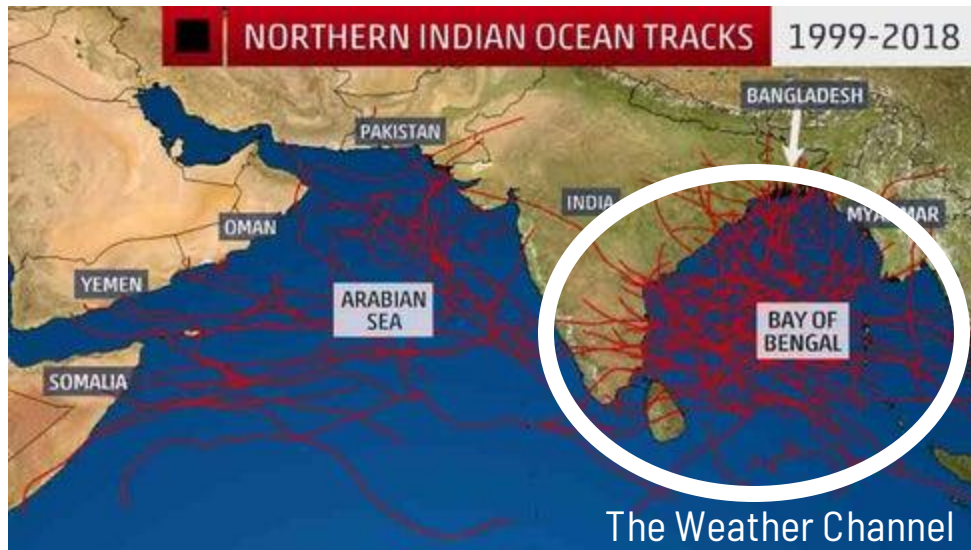 NORTHERN INDIAN OCEAN TRACKS 1999-2018
BANGLADESH
PAKISTAN
INDIA
MYANMAR
OMAN
YEMEN
ARABIAN
SEA
BAY OF
BENGAL
SOMALIA
The Weather Channel